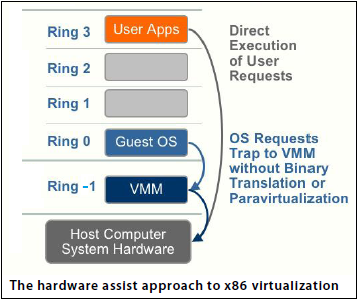 Ring 3
User Apps
Direct
Execution
of User
Requests
Ring 2
Ring 1
Ring 0
Guest OS
OS Requests
Trap to VMM
without Binary
Translation or
Paravirtualization
Ring -1
VMM
Host Computer
System Hardware
The hardware assist approach to x86 virtualization